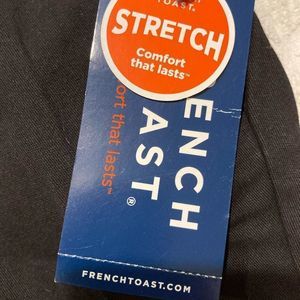 TOAST.
STRETCH
Comfort
that lasts™
ENCH
AST®
ort that lasts™
FRENCHTOAST.COM